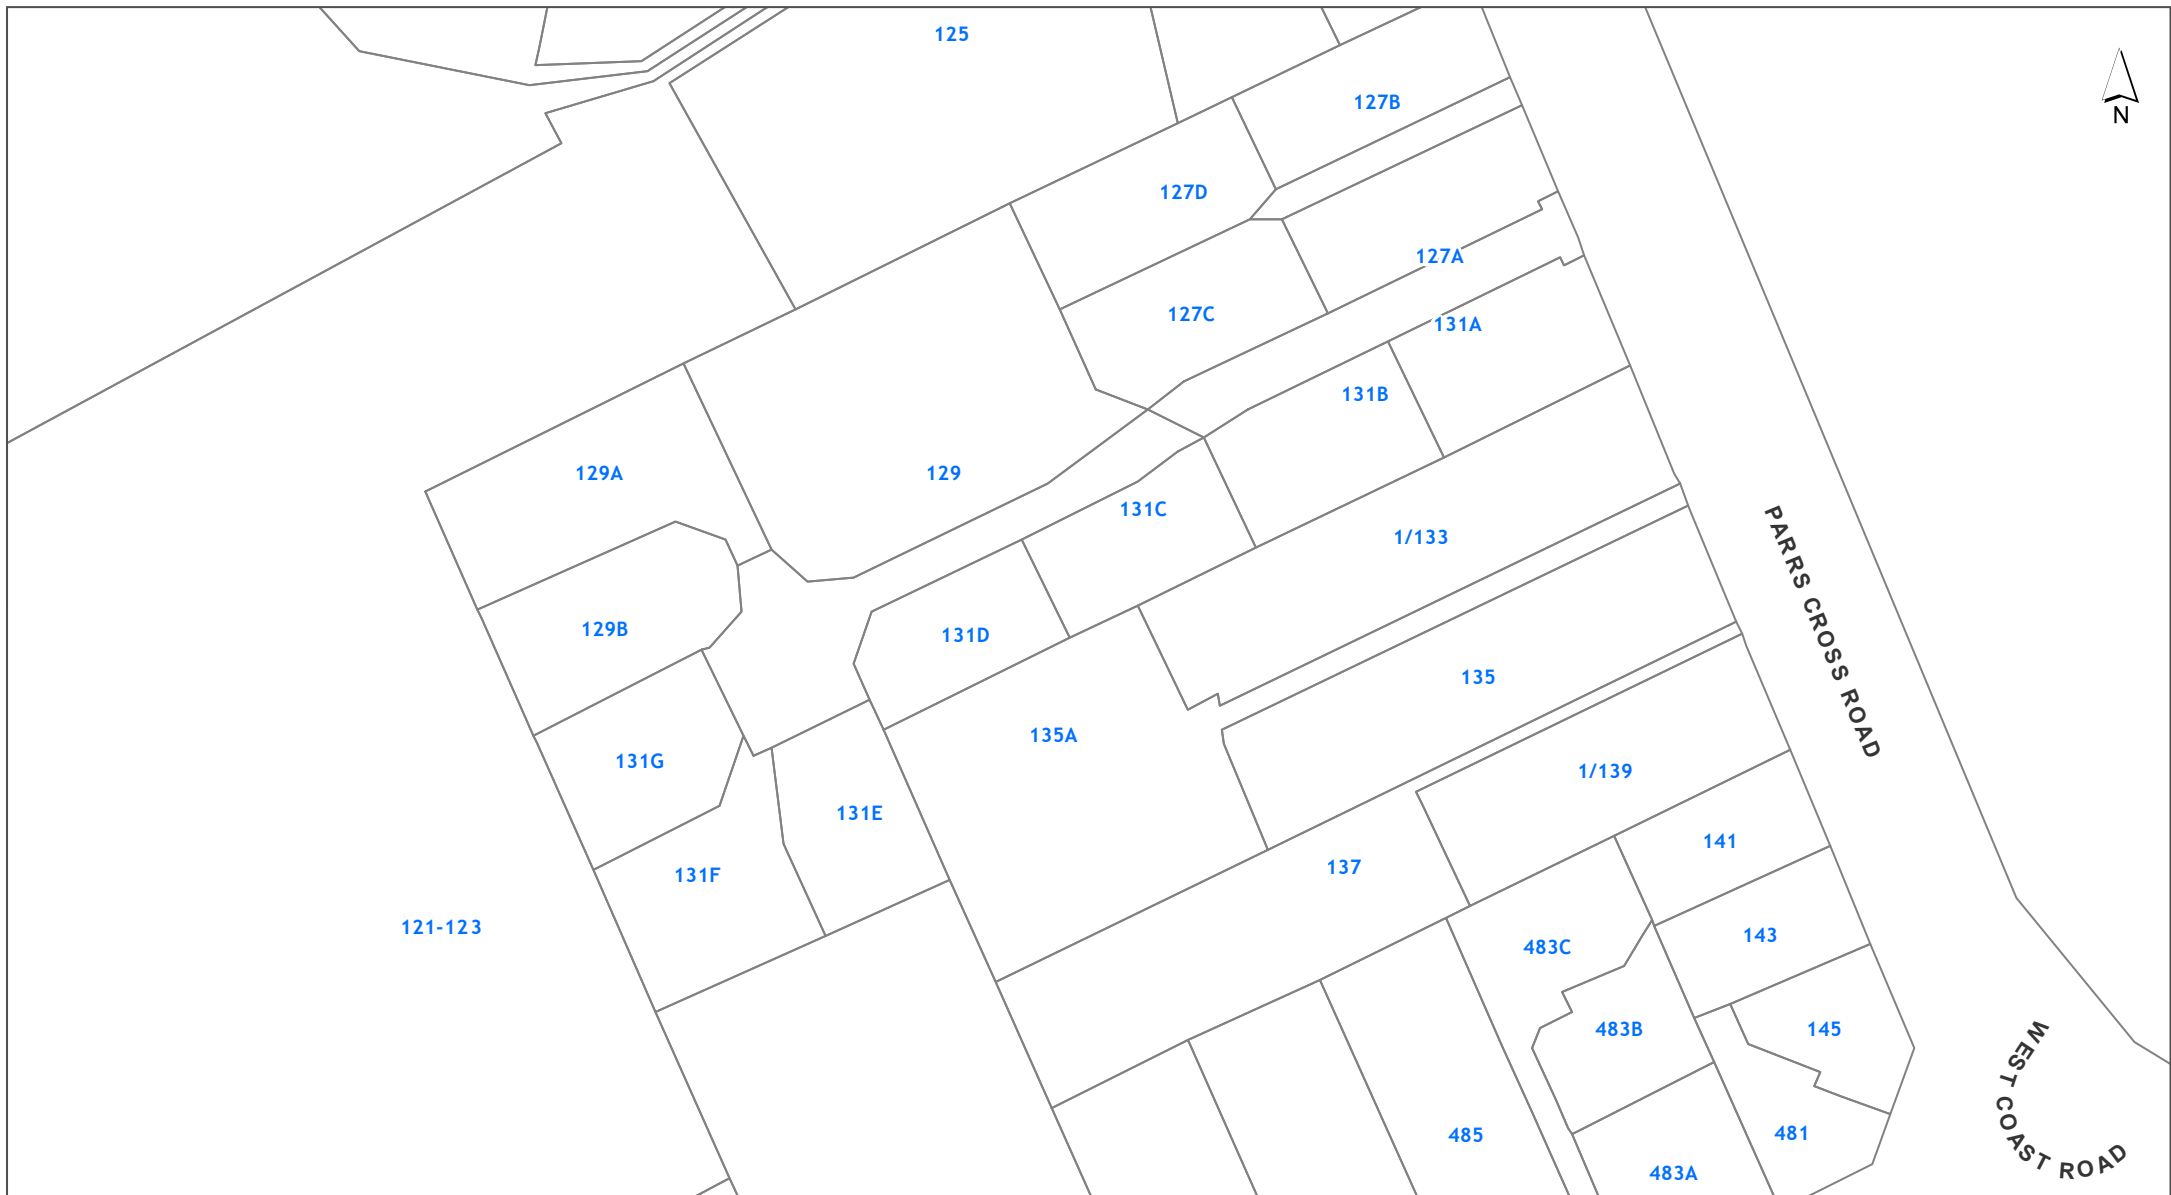 125
127B
N
127D
127A
127C
131A
131B
129A
129
131C
1/133
129B
131D
135
135A
PARRS CROSS ROAD
131G
1/139
131E
141
137
131F
121-123
143
483C
483B
145
WEST COAST ROAD
485
481
483A